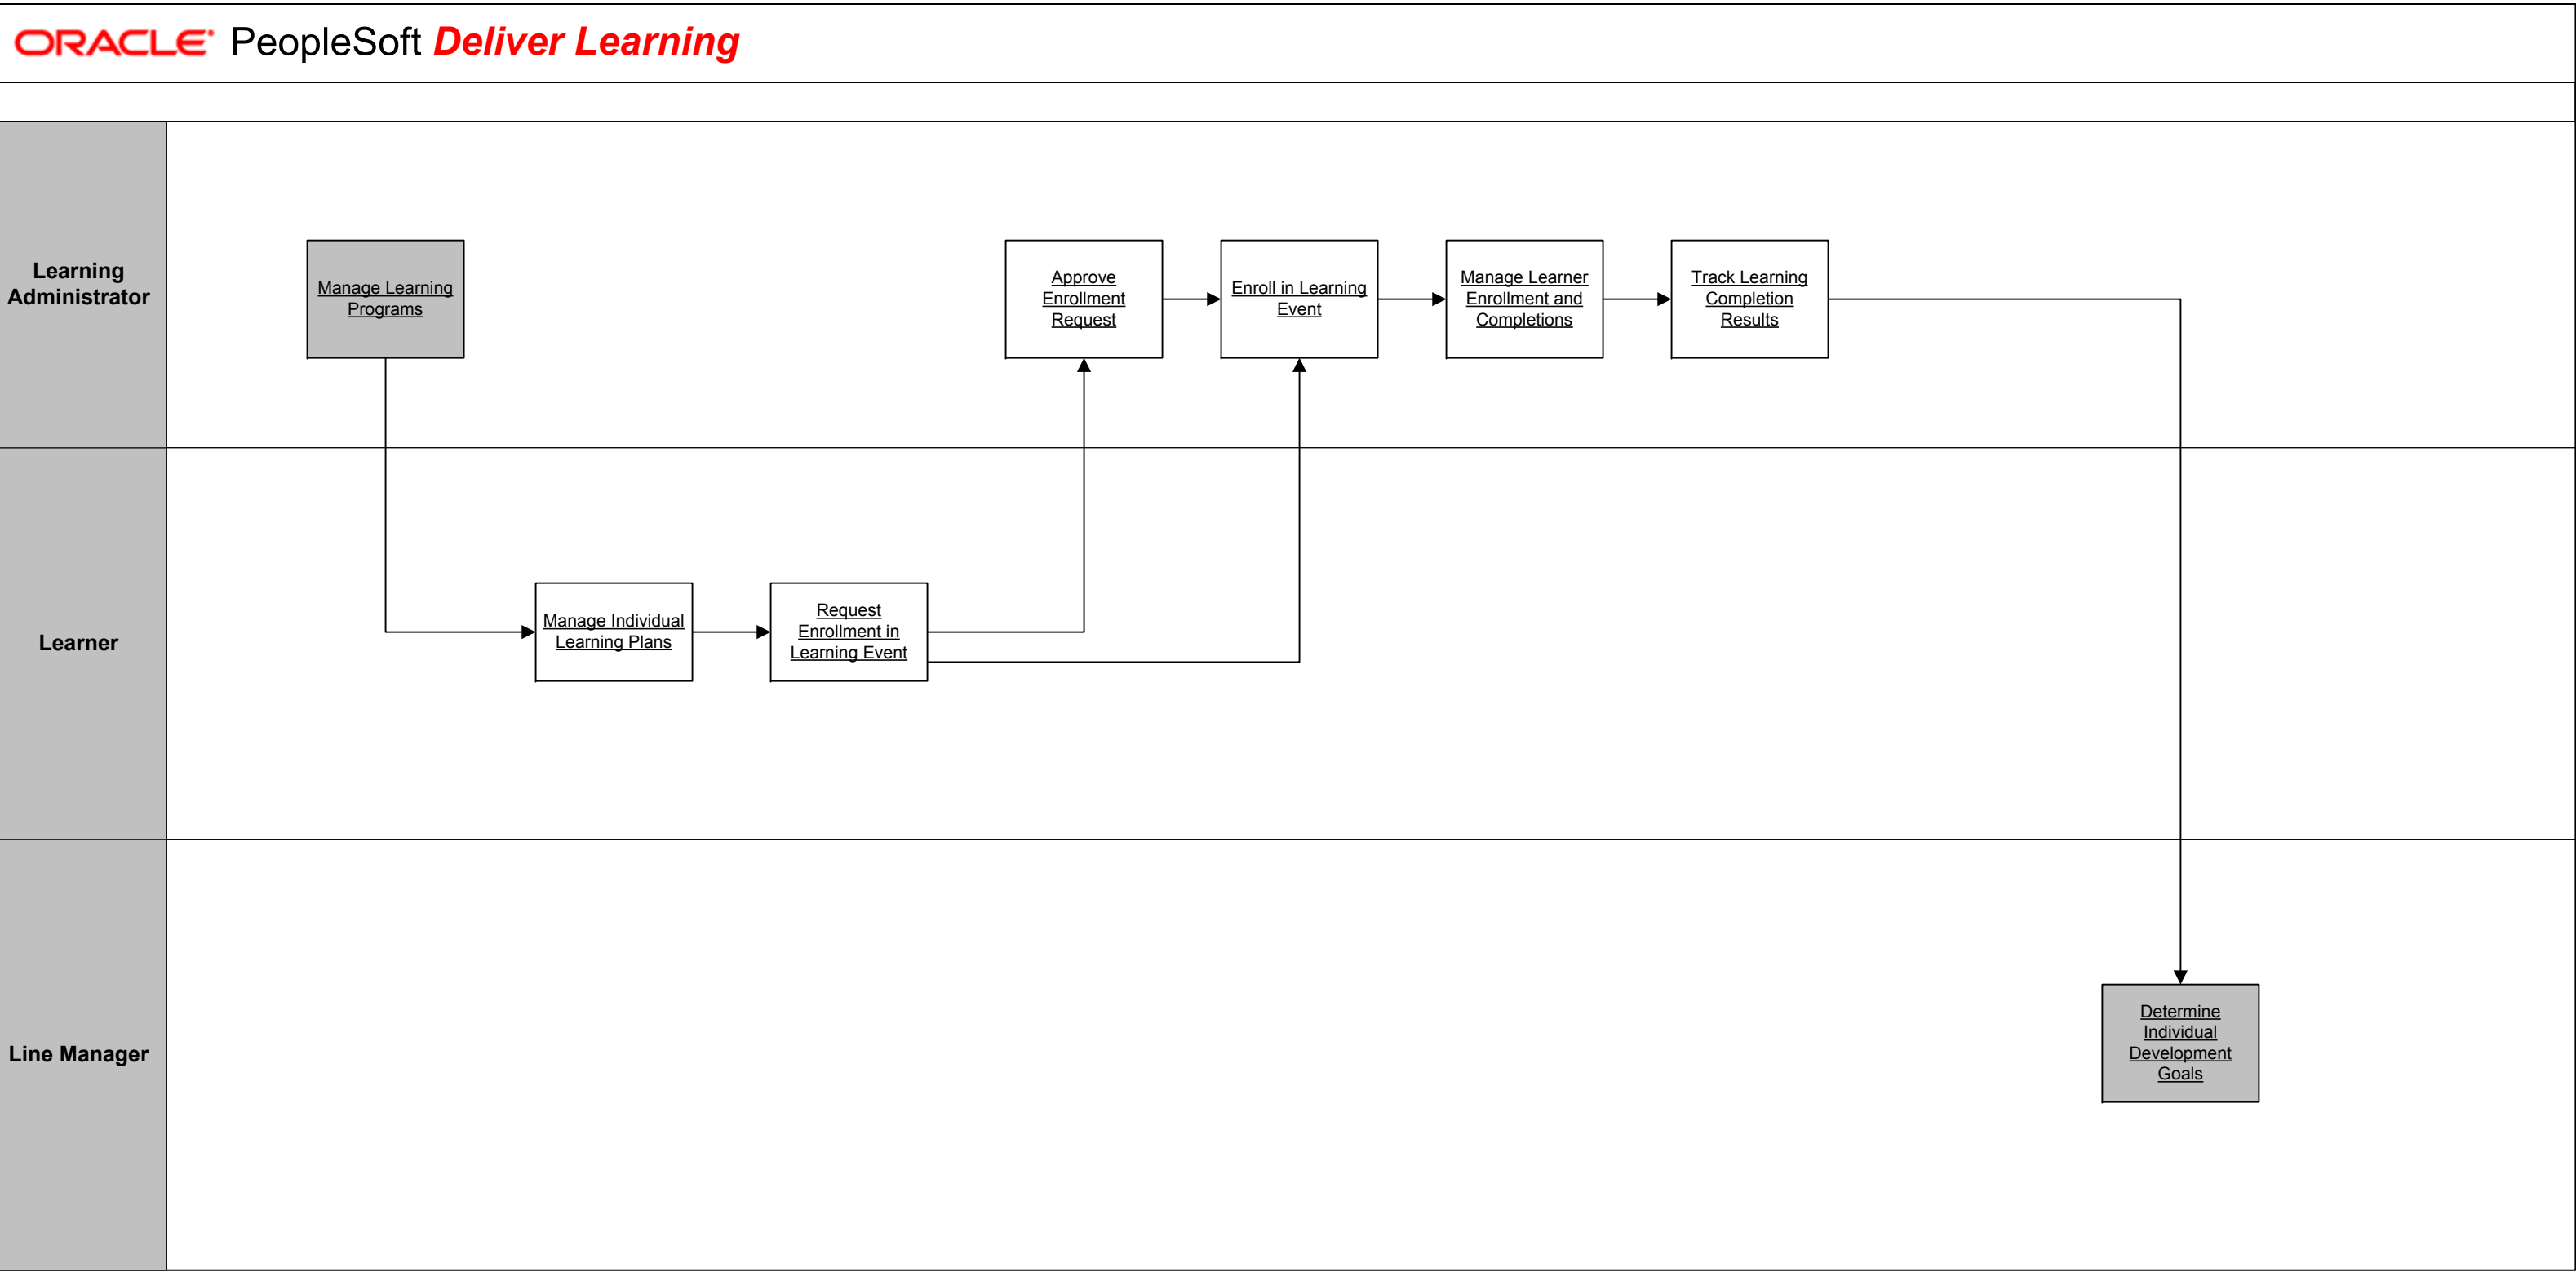 ORACLE PeopleSoft Deliver Learning
Learning
Administrator
Manage Learning
Programs
Approve
Enrollment
Request
Enroll in Learning
Event
Manage Learner
Enrollment and
Completions
Track Learning
Completion
Results
Learner
Manage Individual
Learning Plans
Request
Enrollment in
Learning Event
Line Manager
Determine
Individual
Development
Goals